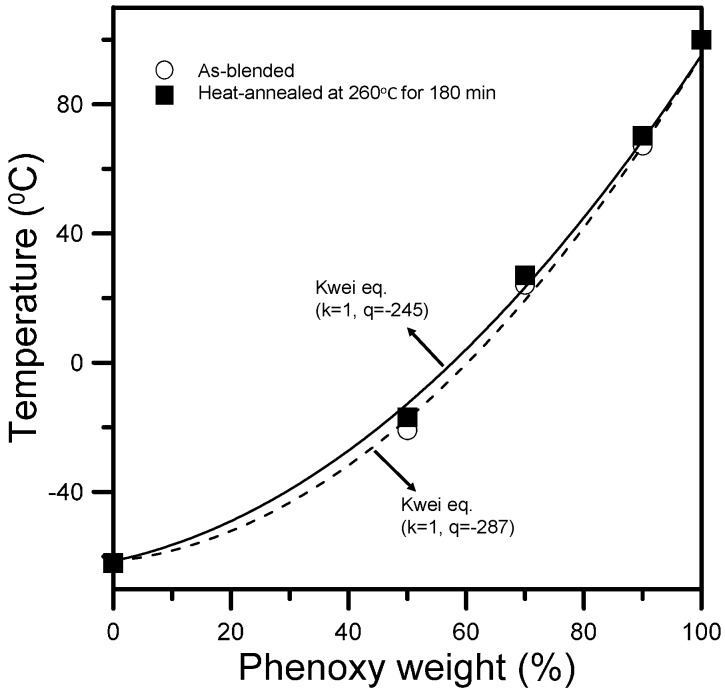 As-blended
Heat-annealed at 260°C for 180 min
80
40
0
-40
Temperature (⁰C)
Kwei eq.
(k=1, q=-245)
Kwei eq.
(k=1, q=-287)
0 20 40 60 80 100
Phenoxy weight (%)